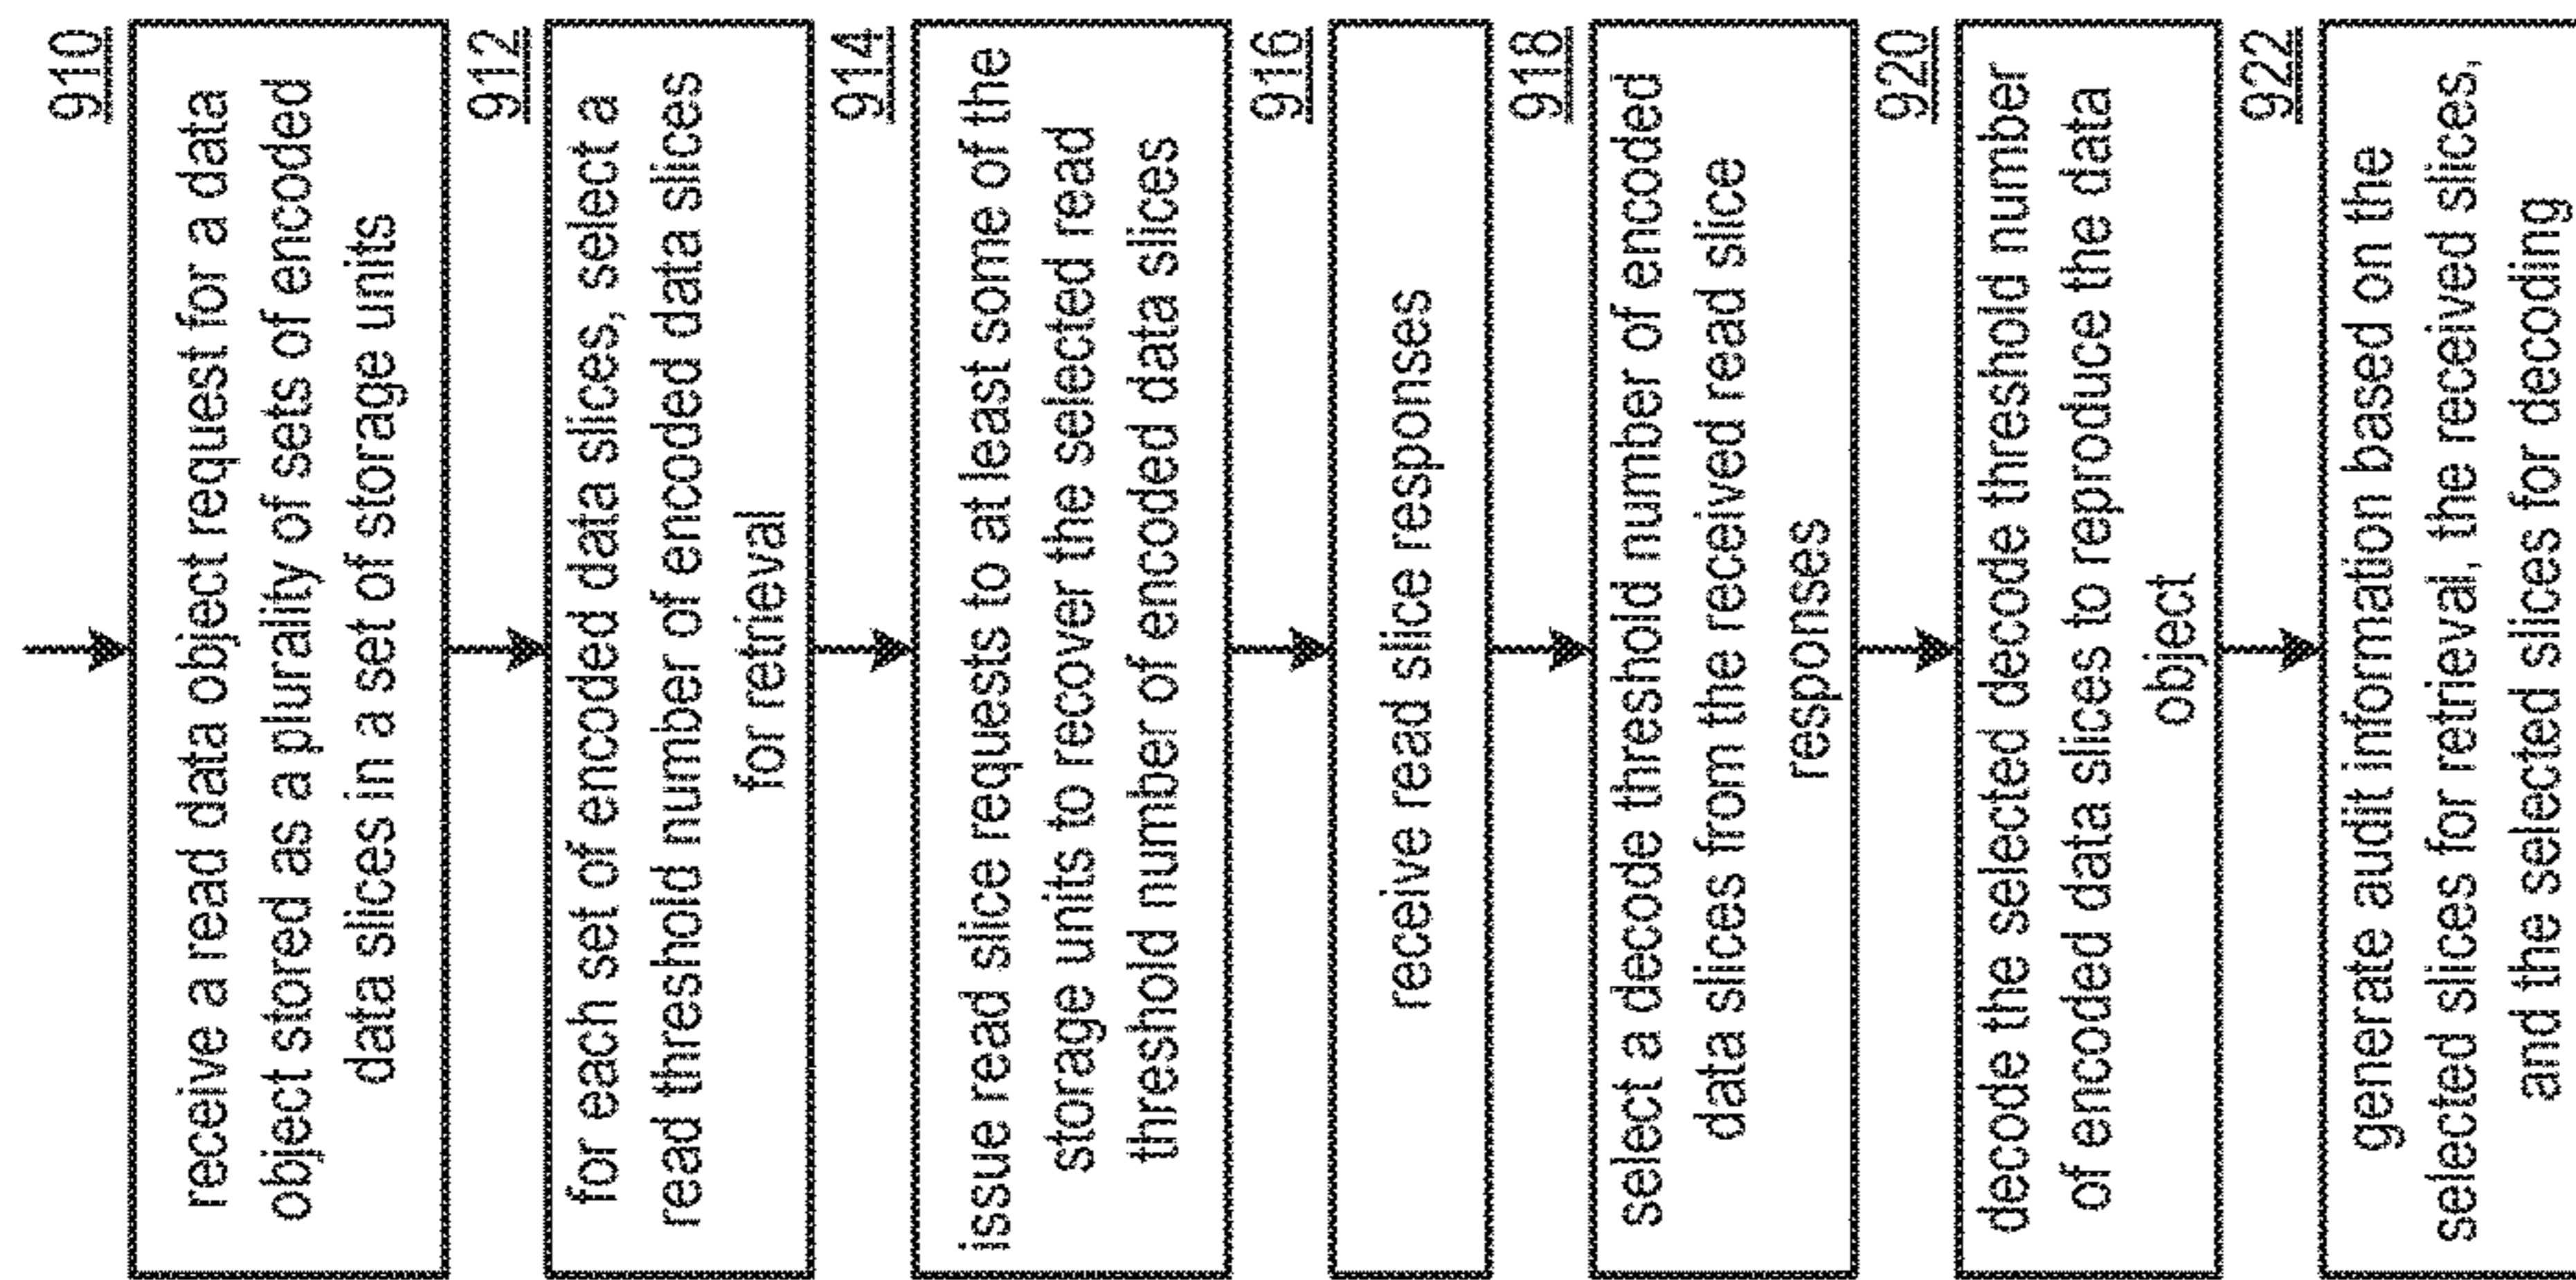 910
receive a read data object request for a data
object stored as a plurality of sets of encoded
data slices in a set of storage units
912
for each set of encoded data slices, select a
read threshold number of encoded data slices
for retrieval
914
issue read slice requests to at least some of the
storage units to recover the selected read
threshold number of encoded data slices
916
receive read slice responses
918
select a decode threshold number of encoded
data slices from the received read slice
responses
920
decode the selected decode threshold number
of encoded data slices to reproduce the data
object
922
generate audit information based on the
selected slices for retrieval, the received slices,
and the selected slices for decoding